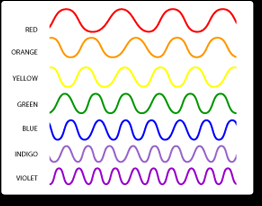 RED
ORANGE
YELLOW
GREEN
BLUE
INDIGO
VIOLET